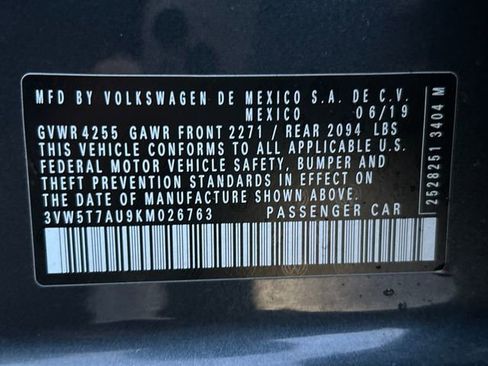 MFD BY VOLKSWAGEN DE MEXICO S.A. DE C.V.
MEXICO 06/19
GVWR 4255 GAWR FRONT 2271 / REAR 2094 LBS
THIS VEHICLE CONFORMS TO ALL APPLICABLE U.S.
FEDERAL MOTOR VEHICLE SAFETY, BUMPER AND
THEFT PREVENTION STANDARDS IN EFFECT ON
THE DATE OF MANUFACTURE SHOWN ABOVE.
3VW5T7AU9KM026763 PASSENGER CAR
2528251 3404 M